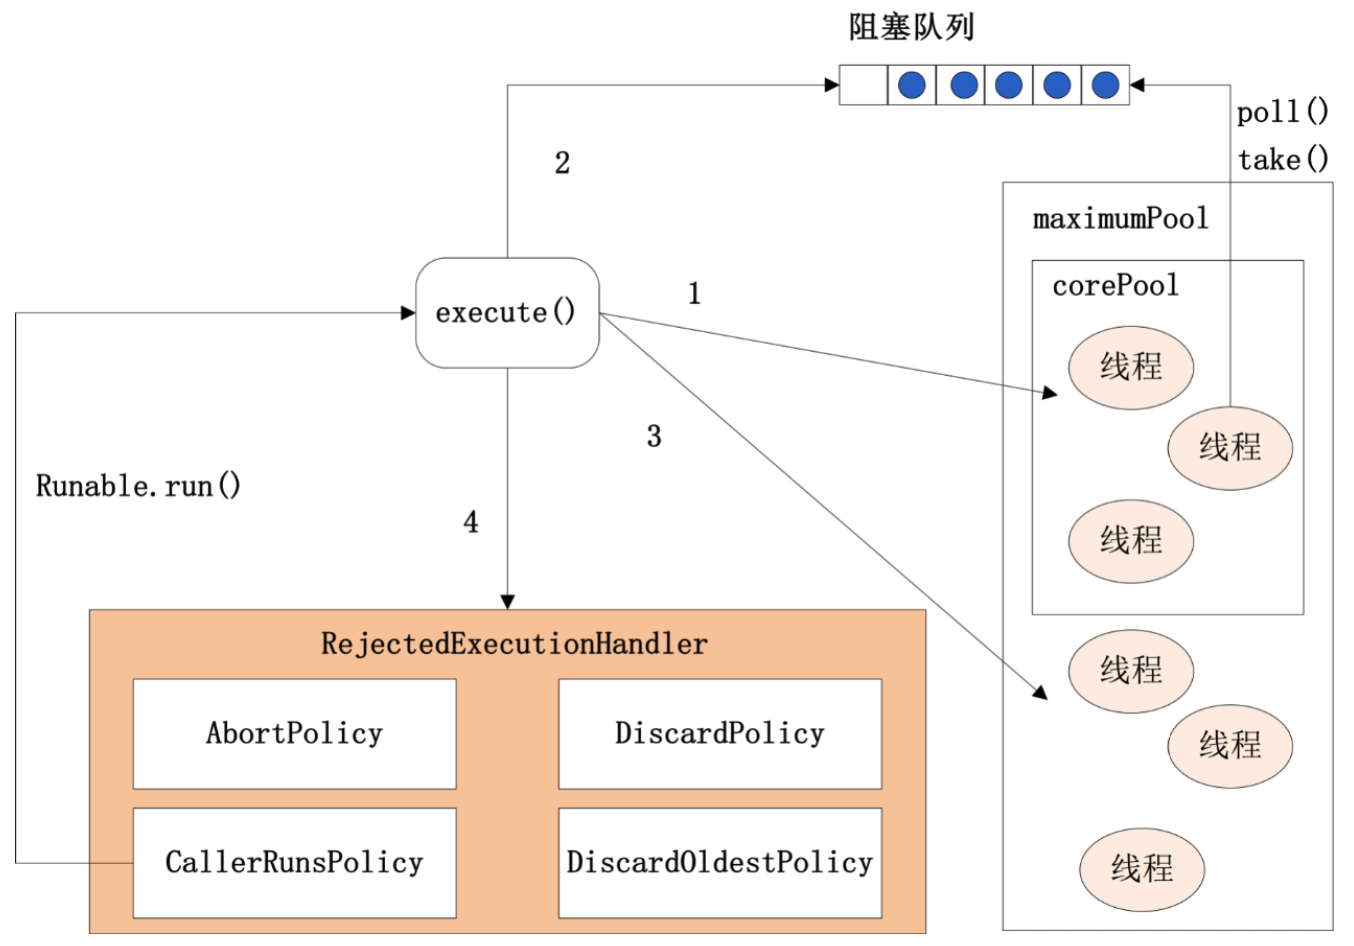 阻塞队列
poll()
take()
2
maximumPool
corePool
1
execute()
线程
线程
3
Runable.run()
4
线程
RejectedExecutionHandler
线程
AbortPolicy
DiscardPolicy
线程
CallerRunsPolicy
DiscardOldestPolicy
线程